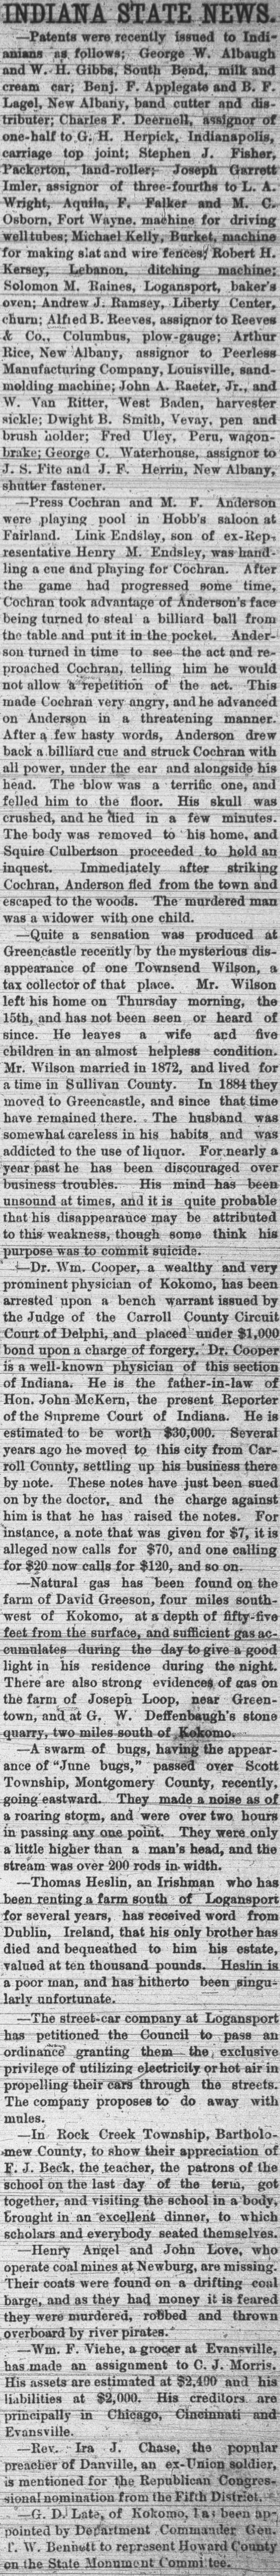 INDIANA STATE NEWS.
—Patents were recently issued to Indi-
anians as follows; George W. Albaugh
and W. H. Gibbs, South Bend, milk and
cream car; Benj. F. Applegate and B. F.
Lagel, New Albany, band cutter and dis-
tributer; Charles F. Deernell, assignor of
one-half to G. H. Herpick, Indianapolis,
carriage top joint; Stephen J. Fisher,
Packerton, land-roller; Joseph Garrett
Imler, assignor of three-fourths to L. A.
Wright, Aquila, F. Falker and M. C.
Osborn, Fort Wayne, machine for driving
well tubes; Michael Kelly, Burket, machine
for making slat and wire fences; Robert H.
Kersey, Lebanon, ditching machine;
Solomon M. Raines, Logansport, baker's
oven; Andrew J. Ramsey, Liberty Center,
churn; Alfied B. Reeves, assignor to Reeves
& Co., Columbus, plow-gauge; Arthur
Rice, New Albany, assignor to Peerless
Manufacturing Company, Louisville, sand-
molding machine; John A. Raeter, Jr., and
W. Van Ritter, West Baden, harvester
sickle; Dwight B. Smith, Vevay, pen and
brush holder; Fred Uley, Peru, wagon-
brake; George C. Waterhouse, assignor to
J. S. Fite and J. F. Herrin, New Albany,
shutter fastener.
—Press Cochran and M. F. Anderson
were playing pool in Hobb's saloon at
Fairland. Link Endsley, son of ex-Rep-
resentative Henry M. Endsley, was hand-
ling a cue and playing for Cochran. After
the game had progressed some time,
Cochran took advantage of Anderson's face
being turned to steal a billiard ball from
the table and put it in the pocket. Ander-
son turned in time to see the act and re-
proached Cochran, telling him he would
not allow a repetition of the act. This
made Cochran very angry, and he advanced
on Anderson in a threatening manner.
After a few hasty words, Anderson drew
back a billiard cue and struck Cochran with
all power, under the ear and alongside his
head. The blow was a terrific one, and
felled him to the floor. His skull was
crushed, and he died in a few minutes.
The body was removed to his home, and
Squire Culbertson proceeded to hold an
inquest. Immediately after striking
Cochran, Anderson fled from the town and
escaped to the woods. The murdered man
was a widower with one child.
—Quite a sensation was produced at
Greencastle recently by the mysterious dis-
appearance of one Townsend Wilson, a
tax collector of that place. Mr. Wilson
left his home on Thursday morning, the
15th, and has not been seen or heard of
since. He leaves a wife and five
children in an almost helpless condition.
Mr. Wilson married in 1872, and lived for
a time in Sullivan County. In 1884 they
moved to Greencastle, and since that time
have remained there. The husband was
somewhat careless in his habits and was
addicted to the use of liquor. For nearly a
year past he has been discouraged over
business troubles. His mind has been
unsound at times, and it is quite probable
that his disappearance may be attributed
to this weakness, though some think his
purpose was to commit suicide.
—Dr. Wm. Cooper, a wealthy and very
prominent physician of Kokomo, has been
arrested upon a bench warrant issued by
the Judge of the Carroll County Circuit
Court of Delphi, and placed under $1,000
bond upon a charge of forgery. Dr. Cooper
is a well-known physician of this section
of Indiana. He is the father-in-law of
Hon. John McKern, the present Reporter
of the Supreme Court of Indiana. He is
estimated to be worth $30,000. Several
years ago he moved to this city from Car-
roll County, settling up his business there
by note. These notes have just been sued
on by the doctor, and the charge against
him is that he has raised the notes. For
instance, a note that was given for $7, it is
alleged now calls for $70, and one calling
for $20 now calls for $120, and so on.
—Natural gas has been found on the
farm of David Greeson, four miles south-
west of Kokomo, at a depth of fifty-five
feet from the surface, and sufficient gas ac-
cumulates during the day to give a good
light in his residence during the night.
There are also strong evidences of gas on
the farm of Joseph Loop, near Green-
town, and at G. W. Deffenbaugh's stone
quarry, two miles south of Kokomo.
—A swarm of bugs, having the appear-
ance of "June bugs," passed over Scott
Township, Montgomery County, recently,
going eastward. They made a noise as of
a roaring storm, and were over two hours
in passing any one point. They were only
a little higher than a man's head, and the
stream was over 200 rods in width.
—Thomas Heslin, an Irishman who has
been renting a farm south of Logansport
for several years, has received word from
Dublin, Ireland, that his only brother has
died and bequeathed to him his estate,
valued at ten thousand pounds. Heslin is
a poor man, and has hitherto been singu-
larly unfortunate.
—The street-car company at Logansport
has petitioned the Council to pass an
ordinance granting them the exclusive
privilege of utilizing electricity or hot air in
propelling their cars through the streets.
The company proposes to do away with
mules.
—In Rock Creek Township, Bartholo-
mew County, to show their appreciation of
F. J. Beck, the teacher, the patrons of the
school on the last day of the term, got
together, and visiting the school in a body,
brought in an excellent dinner, to which
scholars and everybody seated themselves.
—Henry Angel and John Love, who
operate coal mines at Newburg, are missing.
Their coats were found on a drifting coal
barge, and as they had money it is feared
they were murdered, robbed and thrown
overboard by river pirates.
—Wm. F. Viehe, a grocer at Evansville,
has made an assignment to C. J. Morris.
His assets are estimated at $2,400 and his
liabilities at $2,000. His creditors are
principally in Chicago, Cincinnati and
Evansville.
—Rev. Ira J. Chase, the popular
preacher of Danville, an ex-Union soldier,
is mentioned for the Republican Congres-
sional nomination from the Fifth District.
—G. D. Late, of Kokomo, has been ap-
pointed by Department Commander Gen.
T. W. Bennett to represent Howard County
on the State Monument Committee.